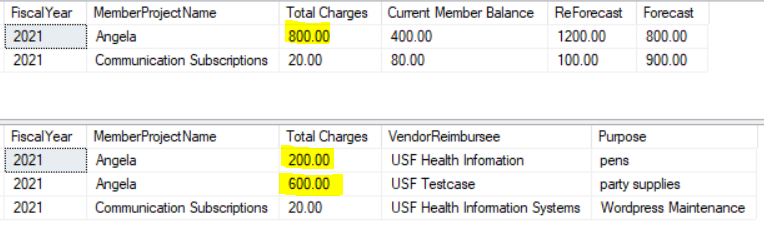 FiscalYear MemberProjectName Total Charges Current Member Balance ReForecast Forecast
2021 Angela 800.00 400.00 1200.00 800.00
2021 Communication Subscriptions 20.00 80.00 100.00 900.00
FiscalYear MemberProjectName Total Charges VendorReimbursee Purpose
2021 Angela 200.00 USF Health Infomation pens
2021 Angela 600.00 USF Testcase party supplies
2021 Communication Subscriptions 20.00 USF Health Information Systems Wordpress Maintenance